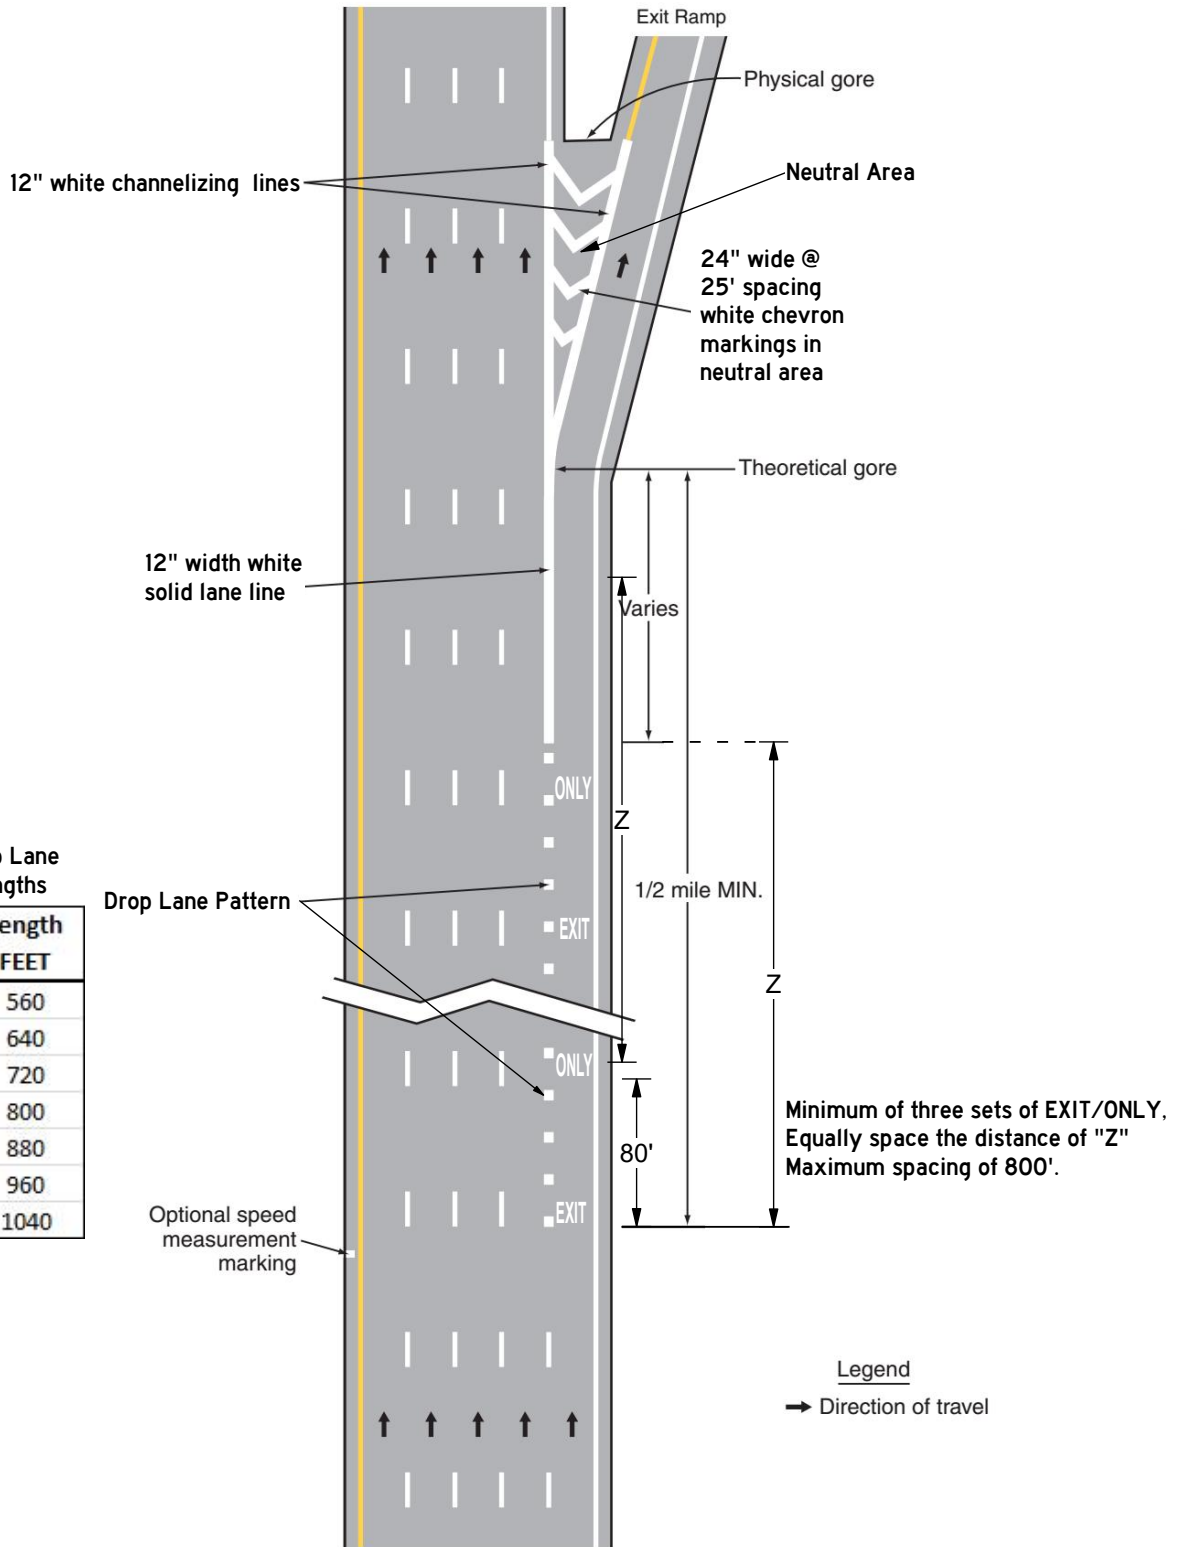 Exit Ramp
Physical gore
12" white channelizing lines
Neutral Area
24" wide @
25' spacing
white chevron
markings in
neutral area
Theoretical gore
12" width white
solid lane line
Varies
ONLY
Z
Lane
Drop Lane Pattern
1/2 mile MIN.
EXIT
FEET
560
640
720
800
880
960
1040
Z
ONLY
80'
Minimum of three sets of EXIT/ONLY,
Equally space the distance of "Z"
Maximum spacing of 800'.
EXIT
Optional speed
measurement
marking
Legend
Direction of travel